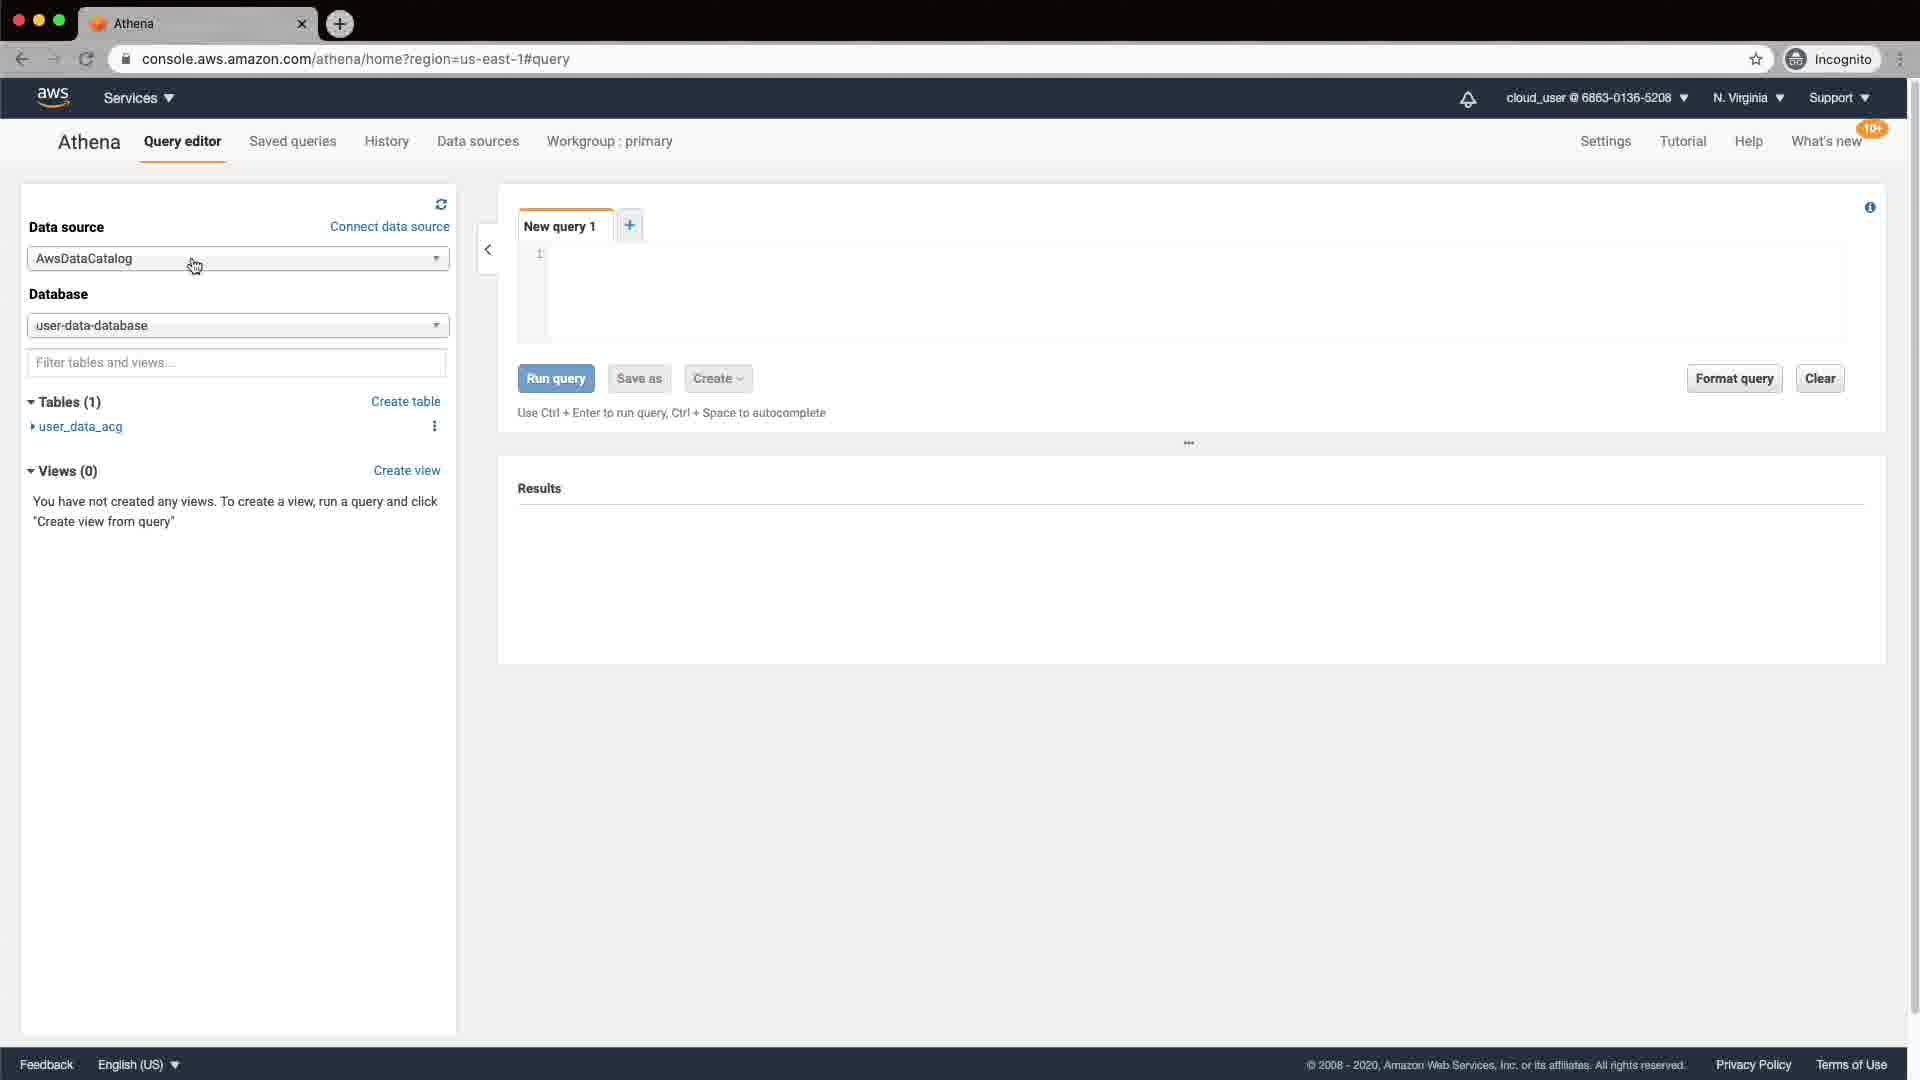 Athena
console.aws.amazon.com/athena/home?region=us-east-1#query
Incognito
aws
Services
cloud_user @ 6863-0136-5208
N. Virginia
Support
Athena
Query editor
Saved queries
History
Data sources
Workgroup : primary
Settings
Tutorial
Help
What's new
10+
Data source
Connect data source
AwsDataCatalog
Database
user-data-database
Filter tables and views...
Tables (1)
Create table
user_data_acg
Views (0)
Create view
You have not created any views. To create a view, run a query and click
"Create view from query"
New query 1
1
Run query
Save as
Create
Format query
Clear
Use Ctrl + Enter to run query, Ctrl + Space to autocomplete
Results
Feedback
English (US)
© 2008 - 2020, Amazon Web Services, Inc. or its affiliates. All rights reserved.
Privacy Policy
Terms of Use